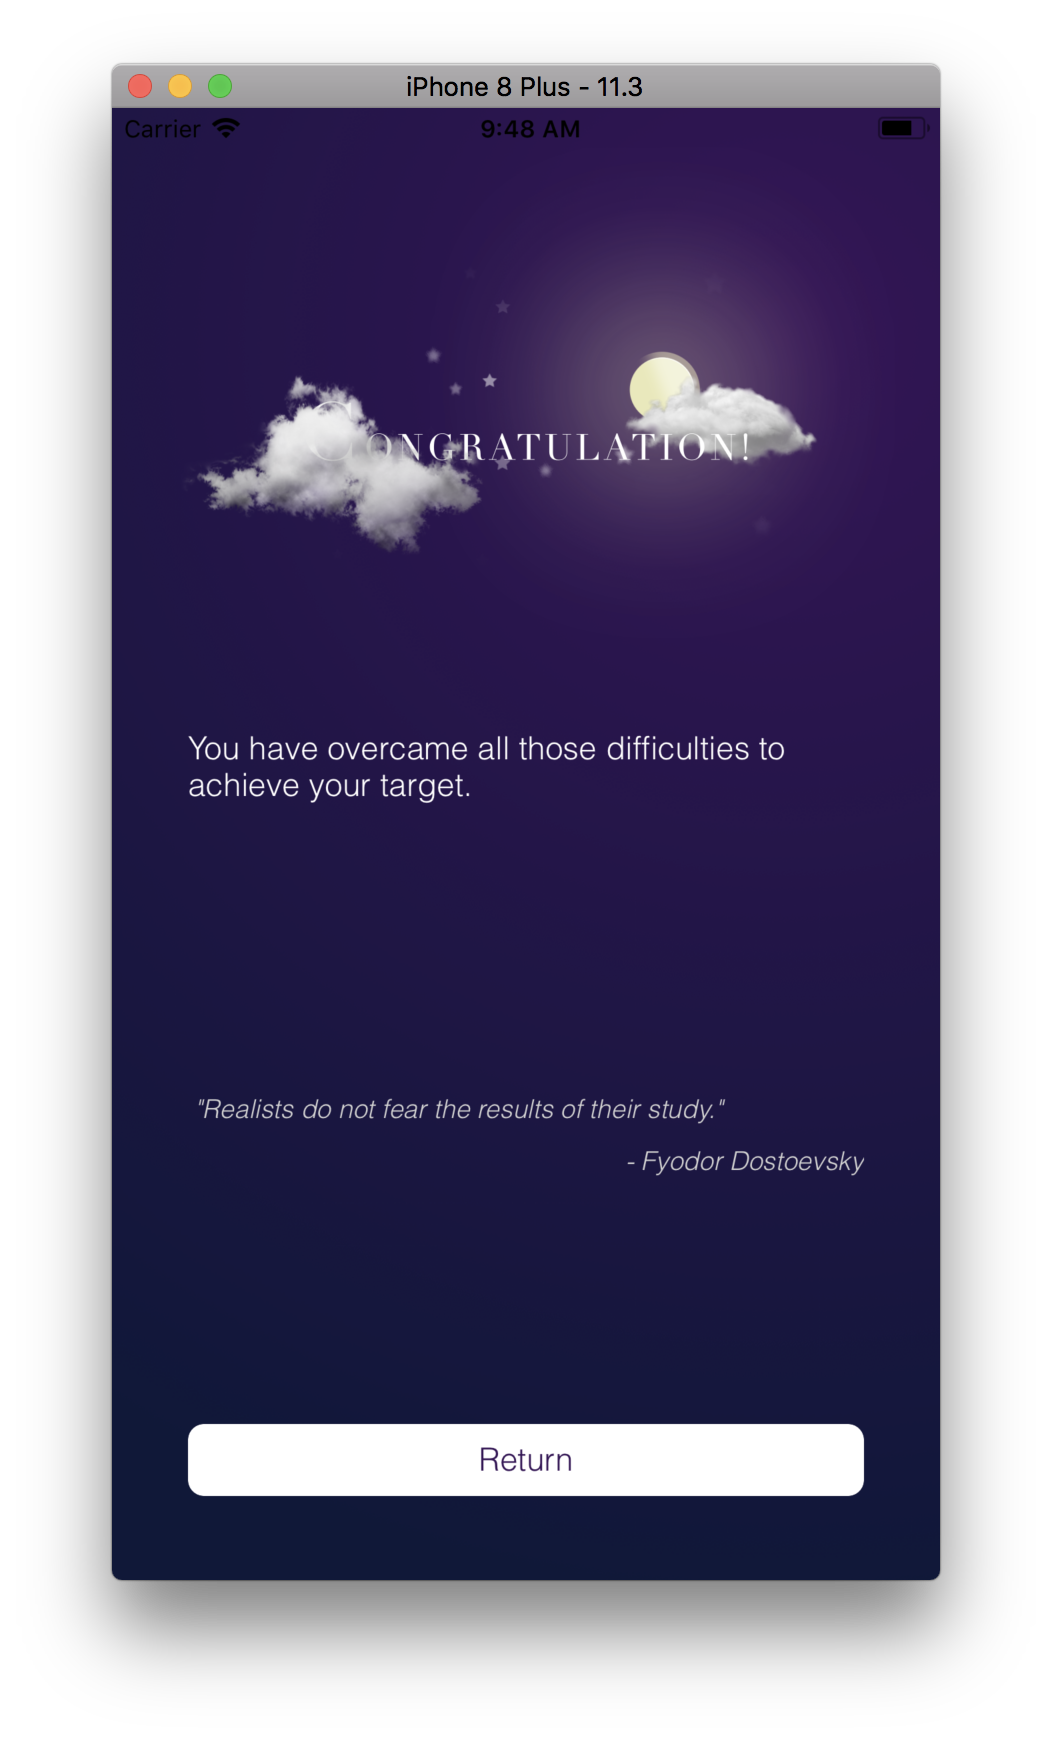 iPhone 8 Plus - 11.3
Carrier 9:48 AM
CONGRATULATION!
You have overcame all those difficulties to
achieve your target.
"Realists do not fear the results of their study."
- Fyodor Dostoevsky
Return